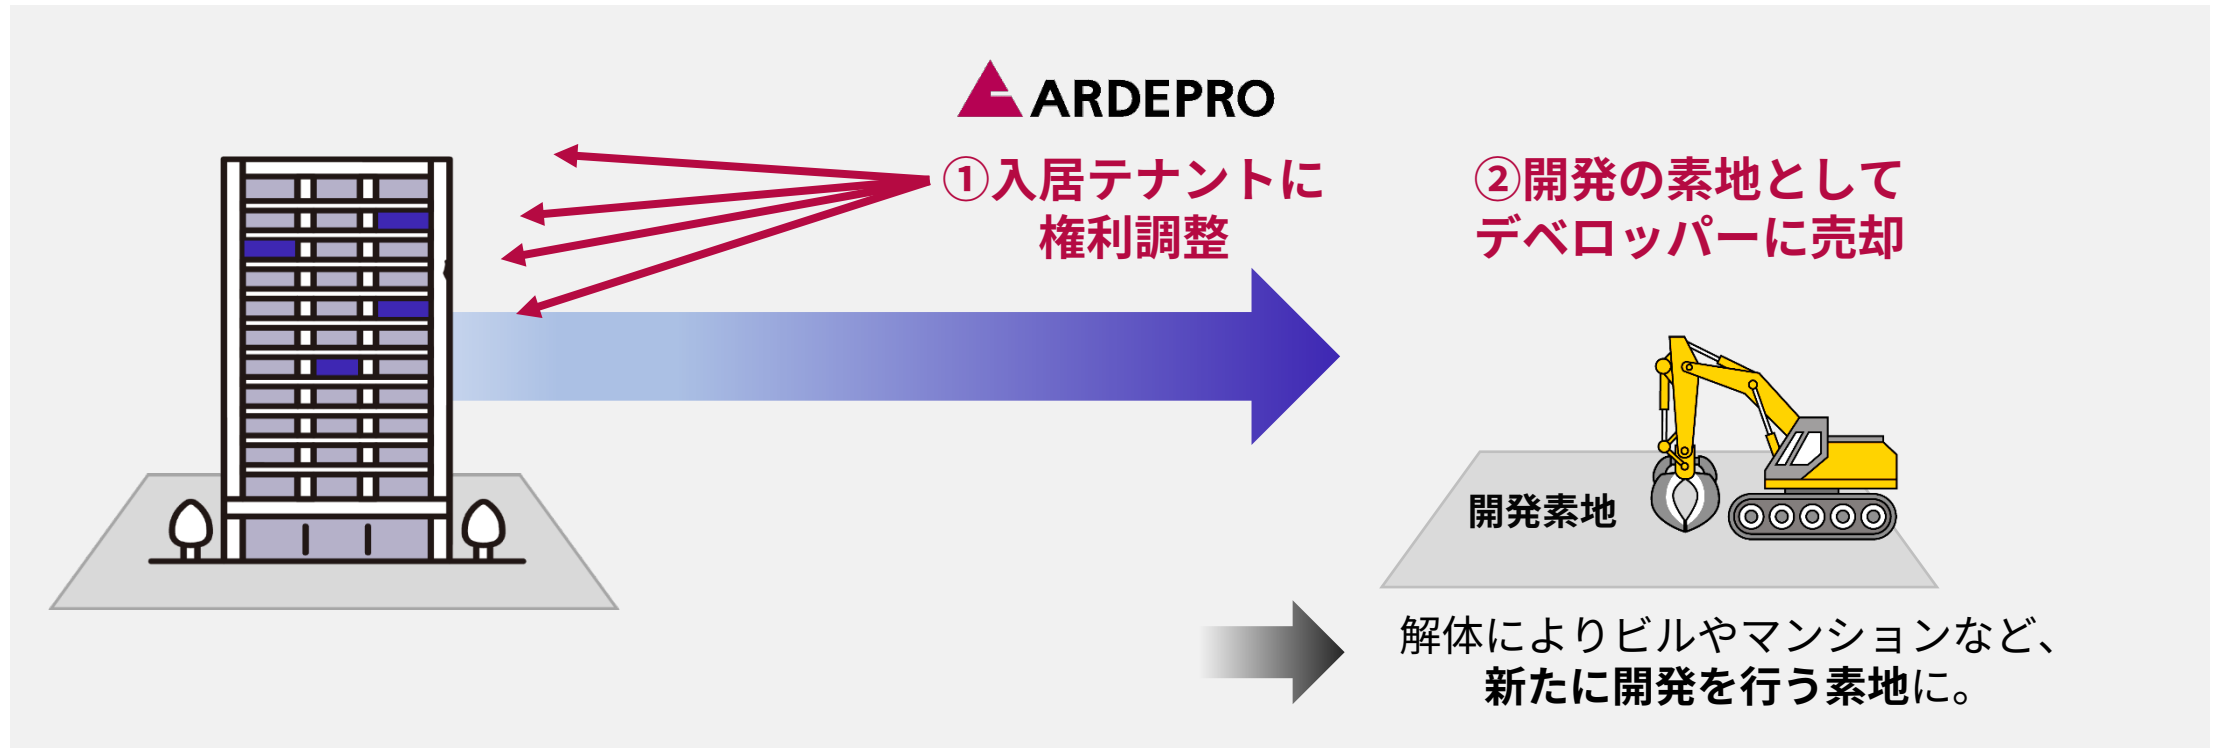 ARDEPRO
①入居テナントに
権利調整
②開発の素地として
デベロッパーに売却
開発素地
解体によりビルやマンションなど、
新たに開発を行う素地に。